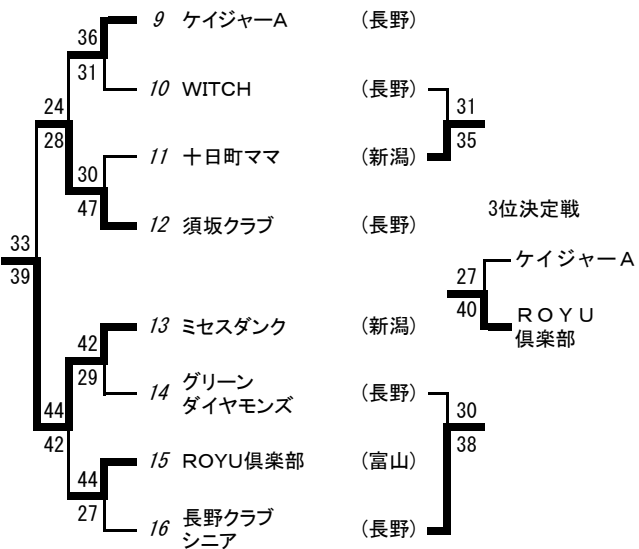 9 ケイジャーA (長野)
36
31
10 WITCH (長野)
31
35
24
28
11 十日町ママ (新潟)
30
47
12 須坂クラブ (長野)
3位決定戦
33
39
ケイジャーA
27
40
ROYU
倶楽部
13 ミセスダンク (新潟)
42
29
14 グリーン
ダイヤモンズ (長野)
30
38
44
42
15 ROYU倶楽部 (富山)
44
27
16 長野クラブ
シニア (長野)